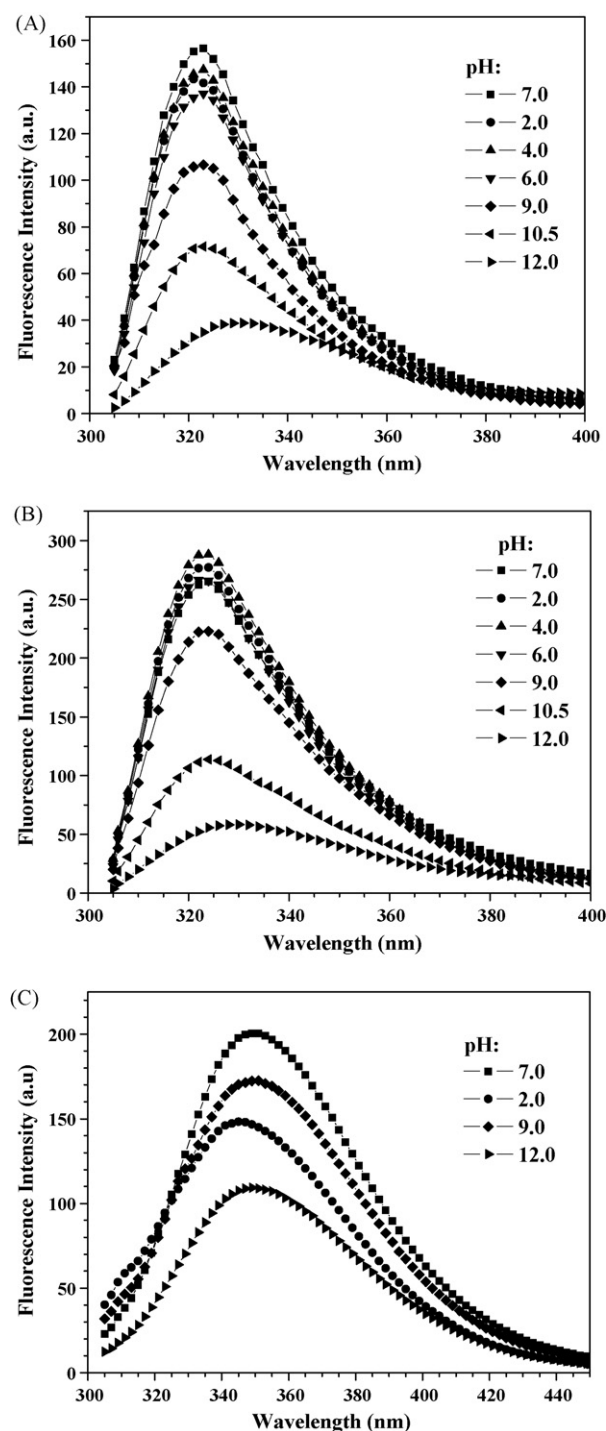 (A)
160
140
120
100
80
60
40
20
0
300 320 340 360 380 400
Fluorescence Intensity (a.u.)
Wavelength (nm)
pH:
7.0
2.0
4.0
6.0
9.0
10.5
12.0
(B)
300
250
200
150
100
50
0
300 320 340 360 380 400
Fluorescence Intensity (a.u.)
Wavelength (nm)
pH:
7.0
2.0
4.0
6.0
9.0
10.5
12.0
(C)
200
150
100
50
0
300 320 340 360 380 400 420 440
Fluorescence Intensity (a.u)
Wavelength (nm)
pH:
7.0
2.0
9.0
12.0